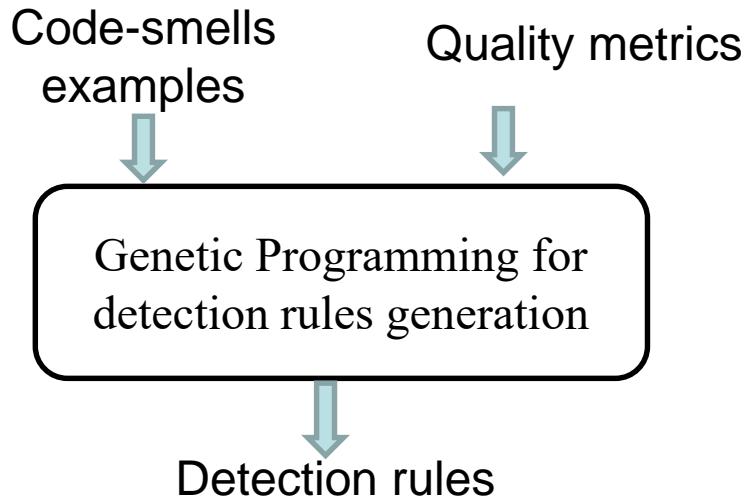 Code-smells
examples
Quality metrics
Genetic Programming for
detection rules generation
Detection rules